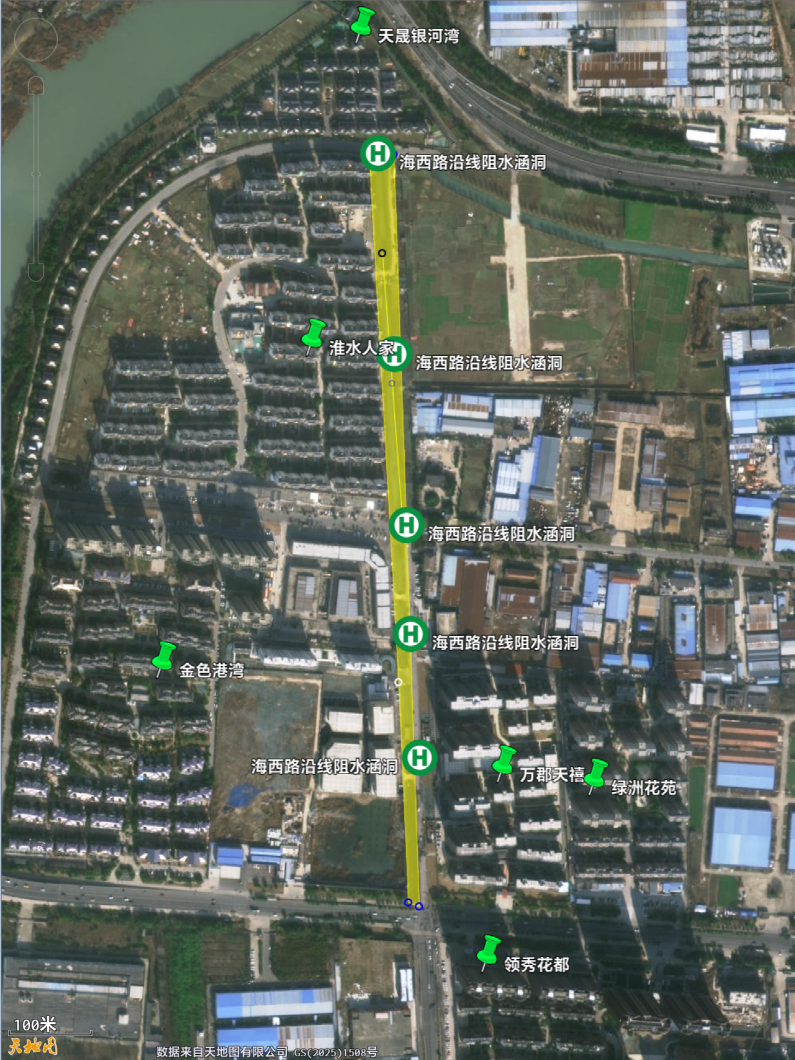 天晟银河湾
H
海西路沿线阻水涵洞
淮水人家
H
海西路沿线阻水涵洞
H
海西路沿线阻水涵洞
H
海西路沿线阻水涵洞
金色港湾
海西路沿线阻水涵洞
H
万郡天禧
绿洲花苑
领秀花都
100米
天地图
数据来自天地图有限公司 GS(2025)1508号